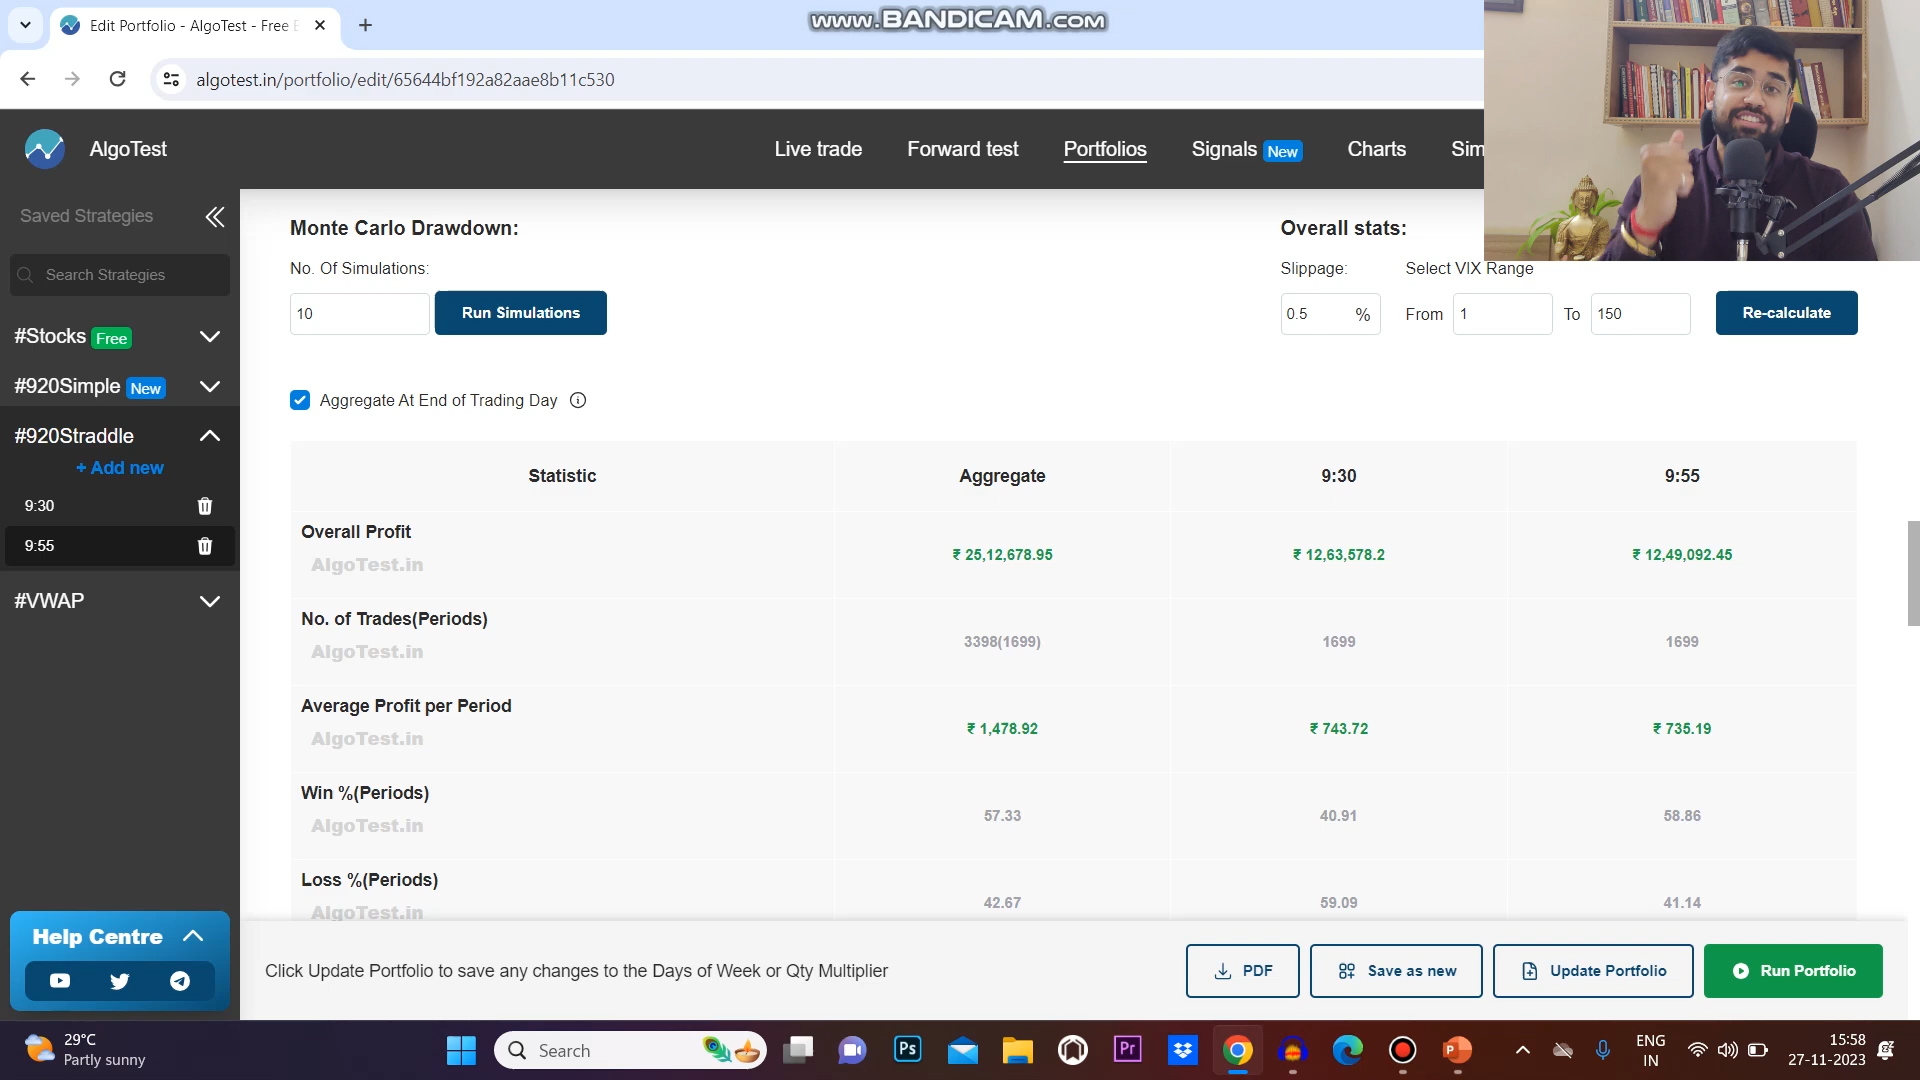 www.BANDICAM.com
Edit Portfolio - AlgoTest - Free
algotest.in/portfolio/edit/65644bf192a82aae8b11c530
AlgoTest
Live trade
Forward test
Portfolios
Signals New
Charts
Sim
Saved Strategies
Search Strategies
#Stocks Free
#920Simple New
#920Straddle
+ Add new
9:30
9:55
#VWAP
Monte Carlo Drawdown:
No. Of Simulations:
10
Run Simulations
Overall stats:
Slippage:
Select VIX Range
0.5 %
From 1 To 150
Re-calculate
Aggregate At End of Trading Day
Statistic Aggregate 9:30 9:55
Overall Profit
AlgoTest.in
₹ 25,12,678.95 ₹ 12,63,578.2 ₹ 12,49,092.45
No. of Trades(Periods)
AlgoTest.in
3398(1699) 1699 1699
Average Profit per Period
AlgoTest.in
₹ 1,478.92 ₹ 743.72 ₹ 735.19
Win %(Periods)
AlgoTest.in
57.33 40.91 58.86
Loss %(Periods)
AlgoTest.in
42.67 59.09 41.14
Help Centre
Click Update Portfolio to save any changes to the Days of Week or Qty Multiplier
PDF
Save as new
Update Portfolio
Run Portfolio
29°C
Partly sunny
Search
Ps
Pr
P
ENG
IN
15:58
27-11-2023